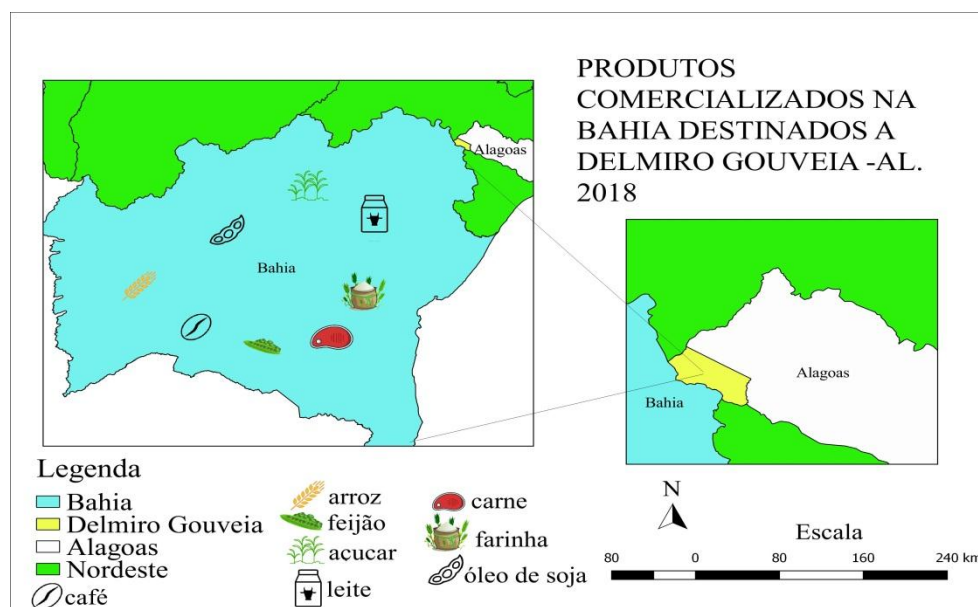 PRODUTOS
COMERCIALIZADOS NA
BAHIA DESTINADOS A
DELMIRO GOUVEIA -AL.
2018
Alagoas
Bahia
Alagoas
Bahia
Legenda
Bahia
Delmiro Gouveia
Alagoas
Nordeste
café
arroz
feijão
acucar
leite
carne
farinha
óleo de soja
N
Escala
80 0 80 160 240 km